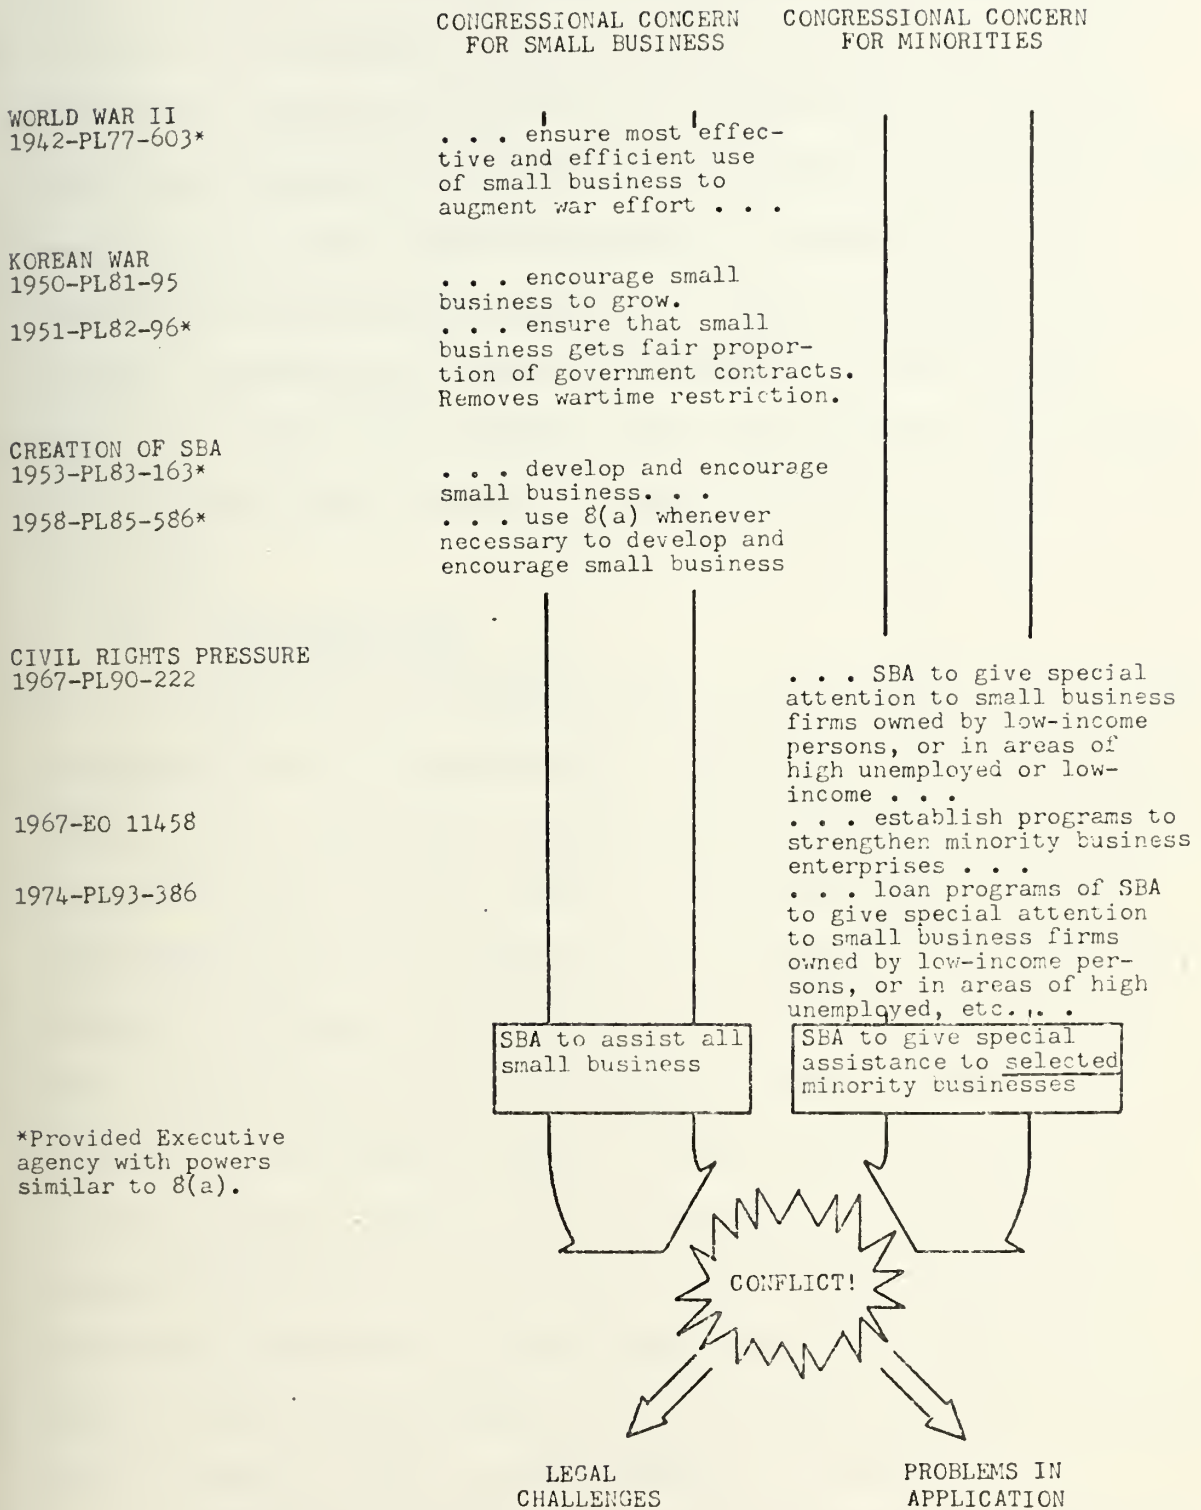 CONGRESSIONAL CONCERN
FOR SMALL BUSINESS
CONGRESSIONAL CONCERN
FOR MINORITIES
WORLD WAR II
1942-PL77-603*
. . . ensure most effec-
tive and efficient use
of small business to
augment war effort . . .
KOREAN WAR
1950-PL81-95
. . . encourage small
business to grow.
1951-PL82-96*
. . . ensure that small
business gets fair propor-
tion of government contracts.
Removes wartime restriction.
CREATION OF SBA
1953-PL83-163*
. . . develop and encourage
small business. . .
1958-PL85-586*
. . . use 8(a) whenever
necessary to develop and
encourage small business
CIVIL RIGHTS PRESSURE
1967-PL90-222
. . . SBA to give special
attention to small business
firms owned by low-income
persons, or in areas of
high unemployed or low-
income . . .
1967-EO 11458
. . . establish programs to
strengthen minority business
enterprises . . .
1974-PL93-386
. . . loan programs of SBA
to give special attention
to small business firms
owned by low-income per-
sons, or in areas of high
unemployed, etc. . . .
SBA to assist all
small business
SBA to give special
assistance to selected
minority businesses
*Provided Executive
agency with powers
similar to 8(a).
CONFLICT!
LEGAL
CHALLENGES
PROBLEMS IN
APPLICATION